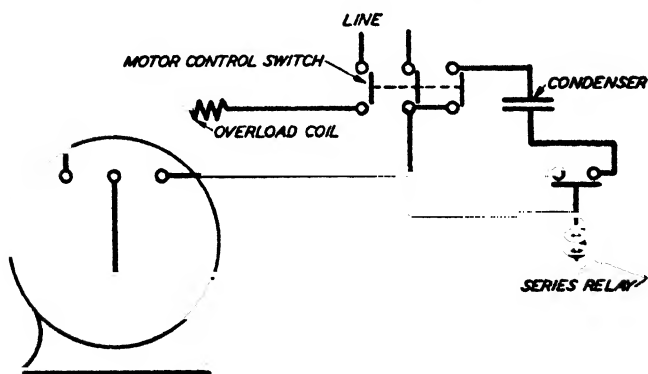 LINE
MOTOR CONTROL SWITCH
CONDENSER
OVERLOAD COIL
SERIES RELAY